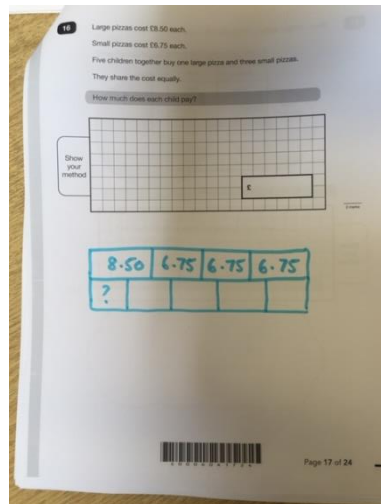 16
Large pizzas cost £8.50 each.
Small pizzas cost £6.75 each.
Five children together buy one large pizza and three small pizzas.
They share the cost equally.
How much does each child pay?
Show
your
method
£
8.50 6.75 6.75 6.75
?
Page 17 of 24